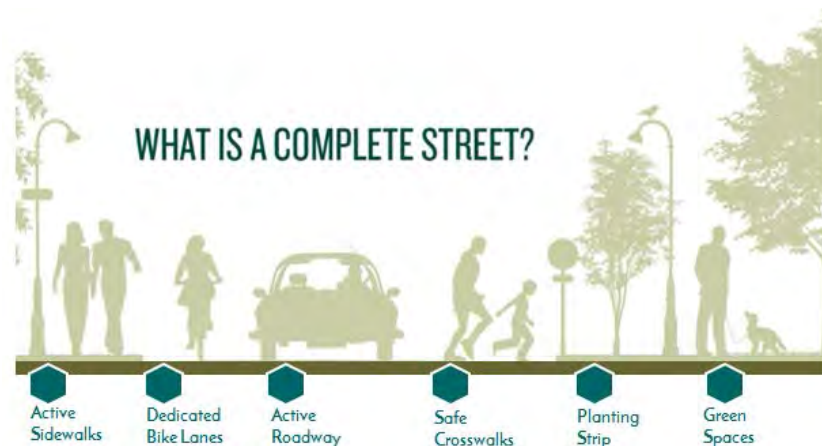 WHAT IS A COMPLETE STREET?
Active
Sidewalks
Dedicated
Bike Lanes
Active
Roadway
Safe
Crosswalks
Planting
Strip
Green
Spaces